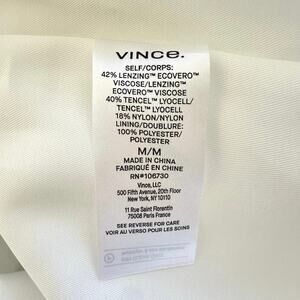 VINCE.
SELF/CORPS:
42% LENZING™ ECOVERO™
VISCOSE/LENZING™
ECOVERO™ VISCOSE
40% TENCEL™ LYOCELL/
TENCEL™ LYOCELL
18% NYLON/NYLON
LINING/DOUBLURE:
100% POLYESTER/
POLYESTER
M/M
MADE IN CHINA
FABRIQUÉ EN CHINE
RN#106730
Vince, LLC
500 Fifth Avenue, 20th Floor
New York, NY 10110
11 Rue Saint Florentin
75008 Paris France
SEE REVERSE FOR CARE
VOIR AU VERSO POUR LES SOINS